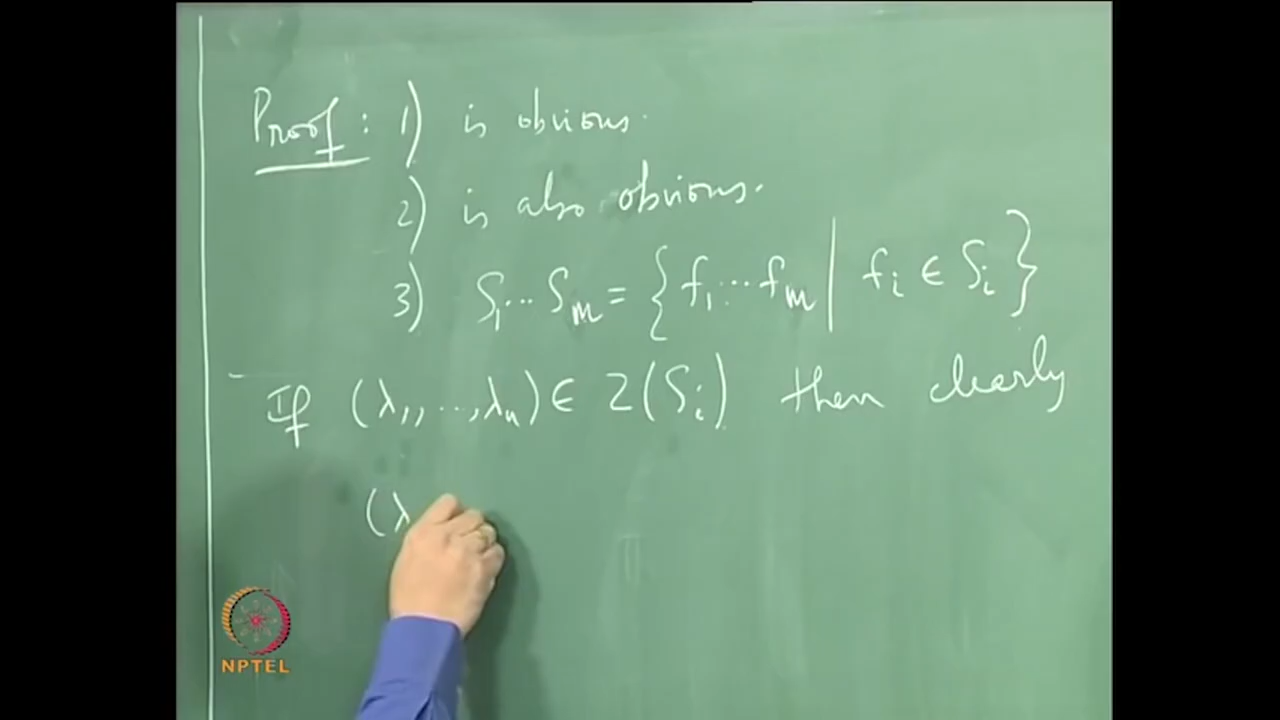 Proof: 1) is obvious.
2) is also obvious.
3) S₁...Sₘ = { f₁...fₘ | fᵢ ∈ Sᵢ }
If (λ₁, ..., λₙ) ∈ Z(Sᵢ) then clearly
(λ
NPTEL